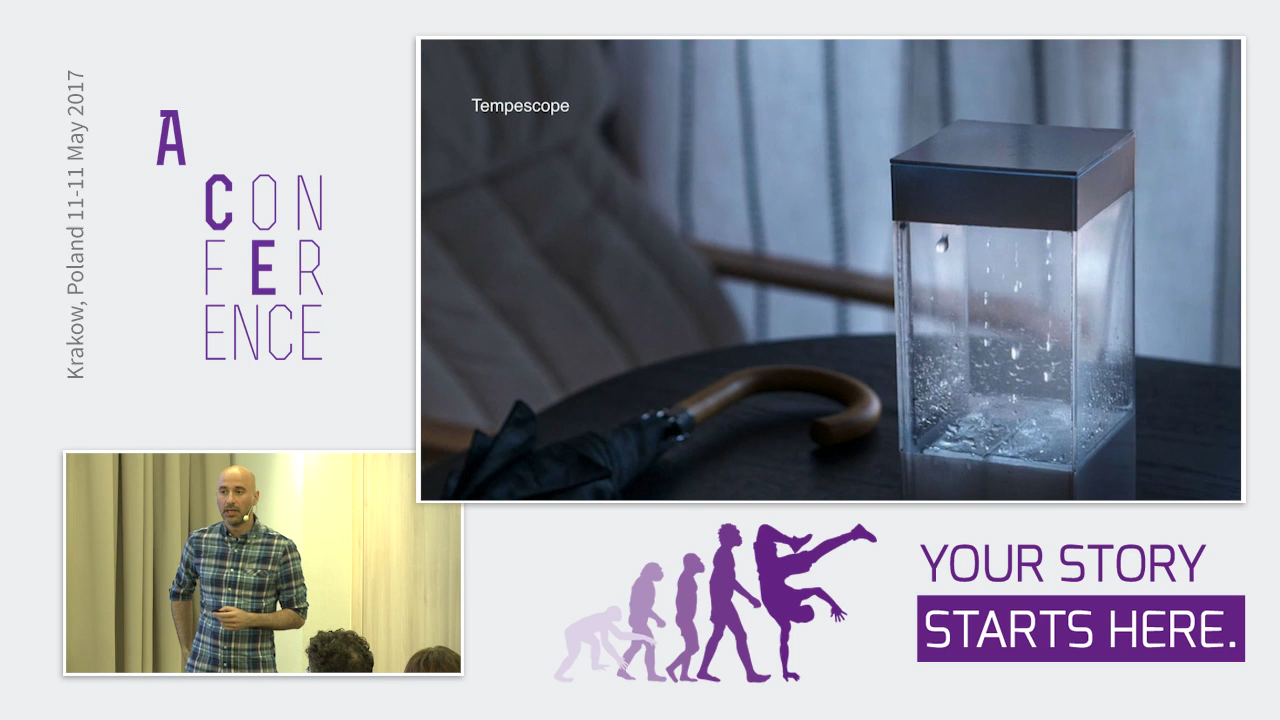 Krakow, Poland 11-11 May 2017
A
CON
FER
ENCE
Tempescope
YOUR STORY
STARTS HERE.